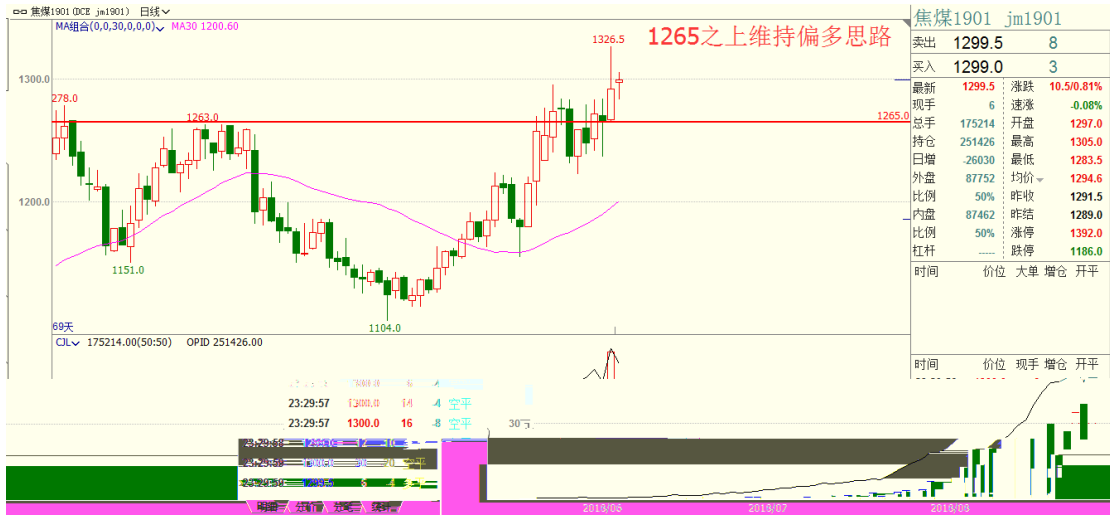 焦煤1901(DCE jm1901) 日线
MA组合(0,0,30,0,0,0) MA30 1200.60
1326.5
1265之上维持偏多思路
1300.0
278.0
1263.0
1265.0
1200.0
1151.0
1104.0
69天
CJL 175214.00(50:50) OPID 251426.00
焦煤1901 jm1901
卖出 1299.5 8
买入 1299.0 3
最新 1299.5 涨跌 10.5/0.81%
现手 6 速涨 -0.08%
总手 175214 开盘 1297.0
持仓 251426 最高 1305.0
日增 -26030 最低 1283.5
外盘 87752 均价 1294.6
比例 50% 昨收 1291.5
内盘 87462 昨结 1289.0
比例 50% 涨停 1392.0
杠杆 ----- 跌停 1186.0
时间 价位 大单 增仓 开平
时间 价位 现手 增仓 开平
23:29:57 1300.0 14 -4 空平
23:29:57 1300.0 16 -8 空平
2018/07